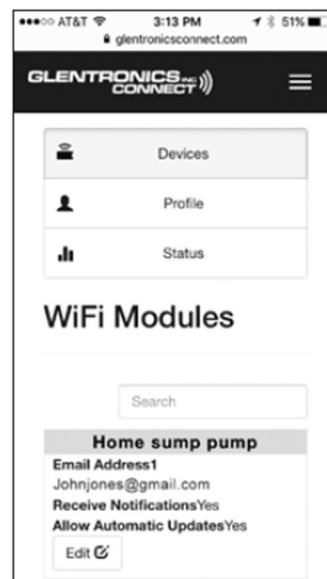 AT&T 3:13 PM 51%
glentronicsconnect.com
GLENTRONICS INC
CONNECT
Devices
Profile
Status
WiFi Modules
Search
Home sump pump
Email Address1
Johnjones@gmail.com
Receive NotificationsYes
Allow Automatic UpdatesYes
Edit